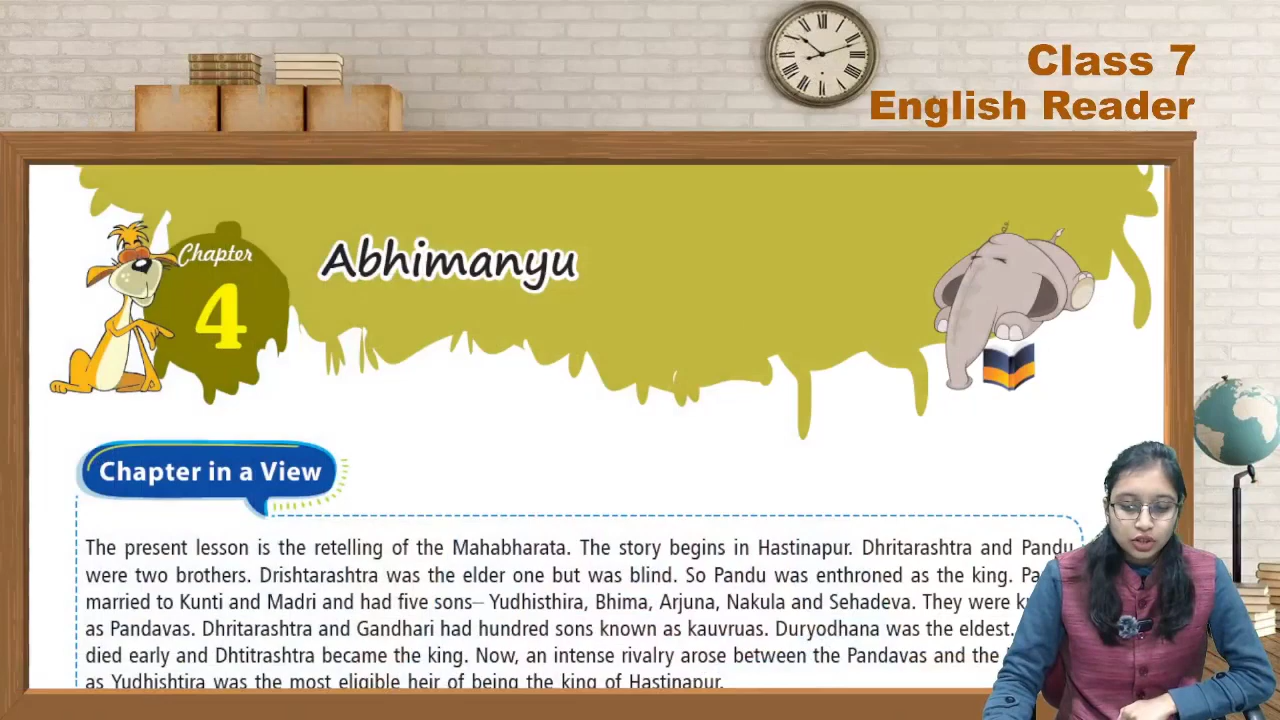 Class 7
English Reader
Chapter
4
Abhimanyu
Chapter in a View
The present lesson is the retelling of the Mahabharata. The story begins in Hastinapur. Dhritarashtra and Pandu
were two brothers. Drishtarashtra was the elder one but was blind. So Pandu was enthroned as the king.
married to Kunti and Madri and had five sons– Yudhisthira, Bhima, Arjuna, Nakula and Sehadeva. They were
as Pandavas. Dhritarashtra and Gandhari had hundred sons known as kauvruas. Duryodhana was the eldest.
died early and Dhtitrashtra became the king. Now, an intense rivalry arose between the Pandavas and the
as Yudhishtira was the most eligible heir of being the king of Hastinapur.